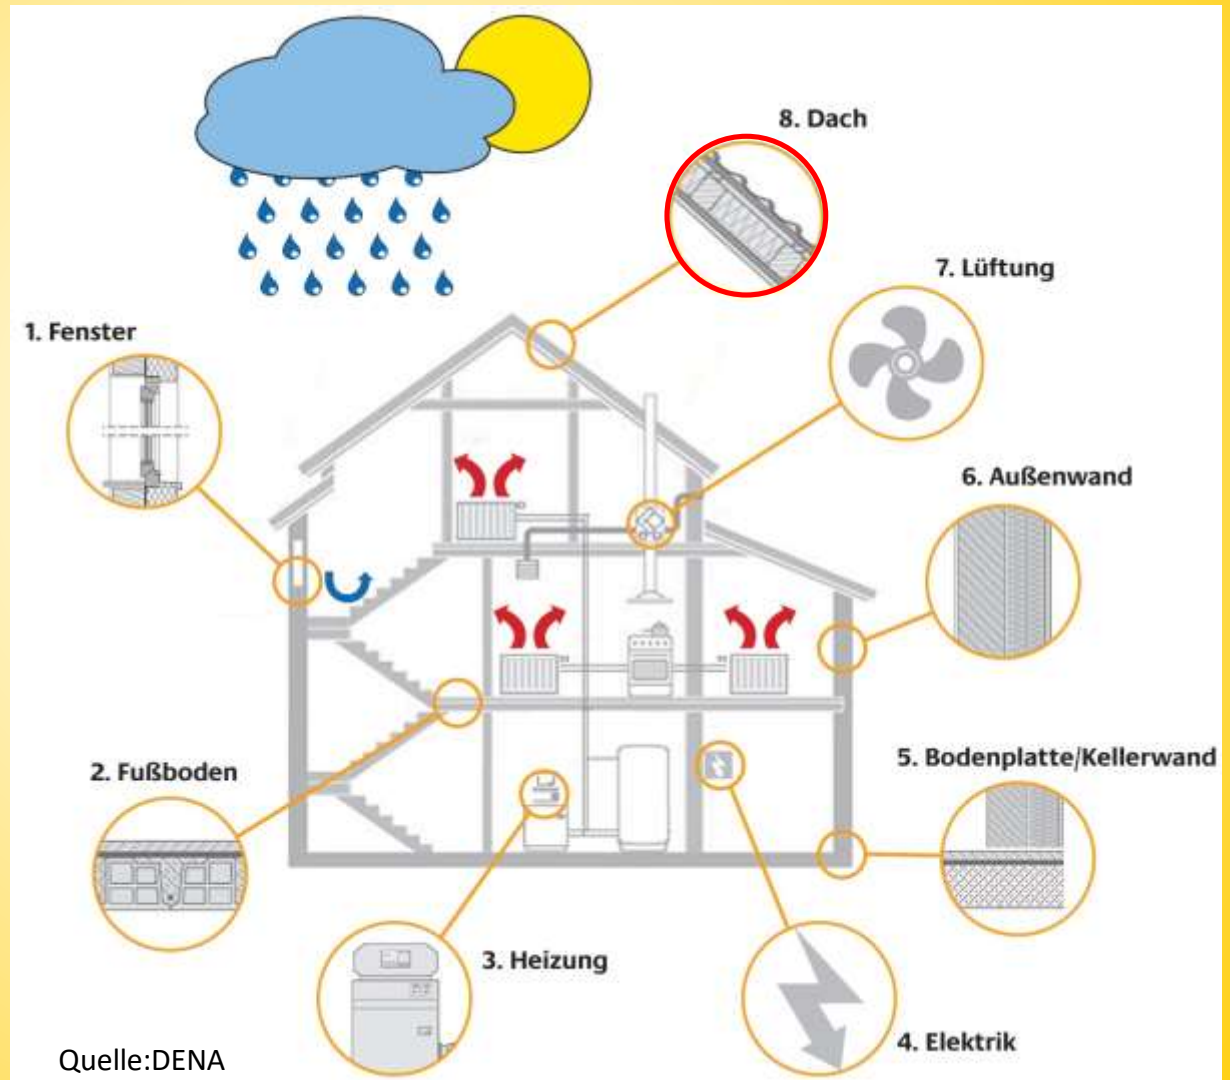 8. Dach
7. Lüftung
1. Fenster
6. Außenwand
2. Fußboden
5. Bodenplatte/Kellerwand
3. Heizung
4. Elektrik
Quelle:DENA